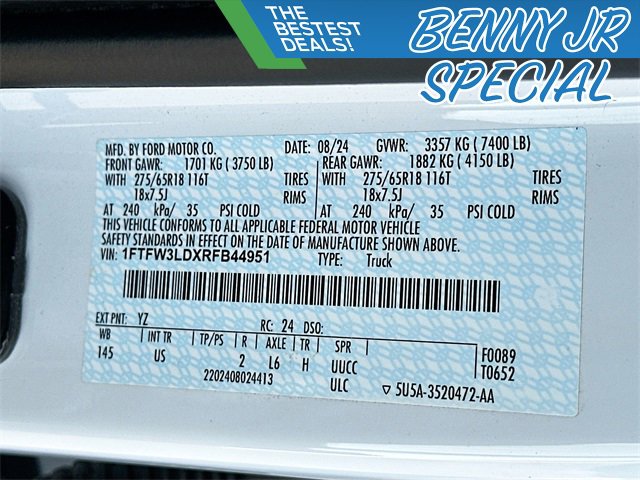 THE BESTEST DEALS!
BENNY JR
SPECIAL
MFD. BY FORD MOTOR CO. DATE: 08/24 GVWR: 3357 KG ( 7400 LB)
FRONT GAWR: 1701 KG ( 3750 LB) REAR GAWR: 1882 KG ( 4150 LB)
WITH 275/65R18 116T TIRES WITH 275/65R18 116T TIRES
18x7.5J RIMS 18x7.5J RIMS
AT 240 kPa/ 35 PSI COLD AT 240 kPa/ 35 PSI COLD
THIS VEHICLE CONFORMS TO ALL APPLICABLE FEDERAL MOTOR VEHICLE
SAFETY STANDARDS IN EFFECT ON THE DATE OF MANUFACTURE SHOWN ABOVE.
VIN: 1FTFW3LDXRFB44951 TYPE: Truck
EXT PNT: YZ RC: 24 DSO:
WB INT TR TP/PS R AXLE TR SPR F0089
145 US 2 L6 H UUCC T0652
2202408024413 ULC ▽ 5U5A-3520472-AA